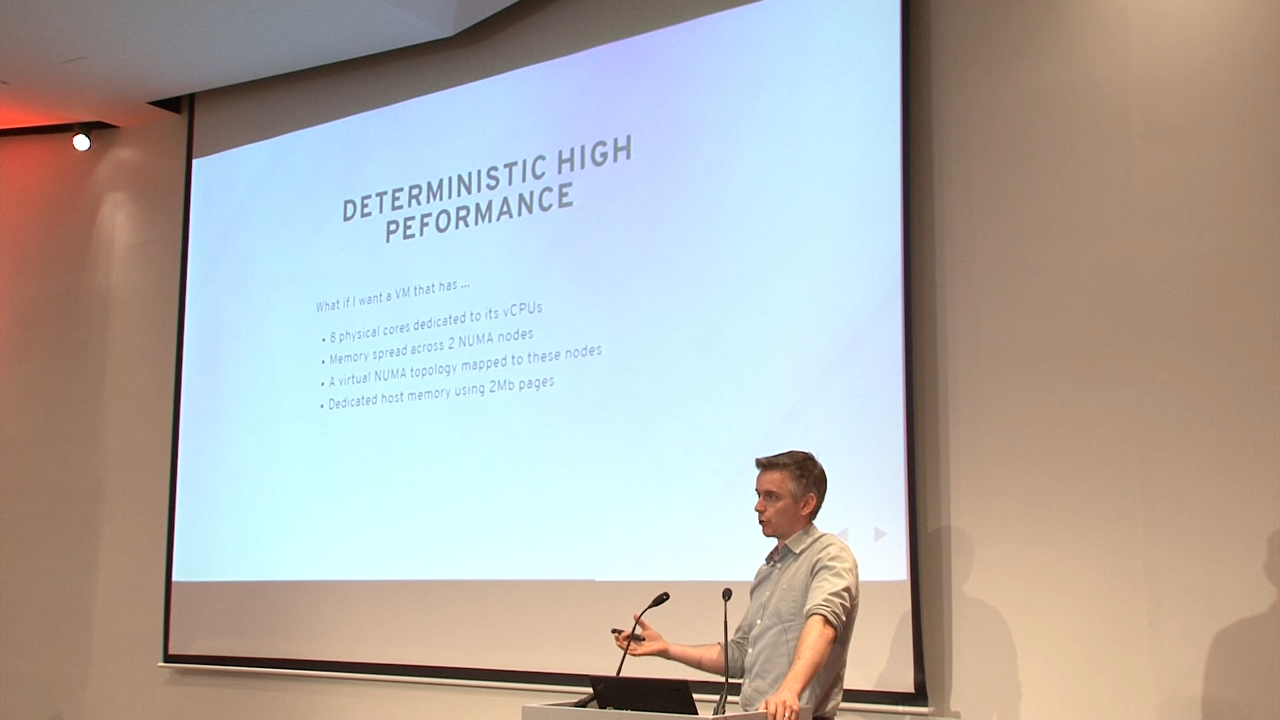 DETERMINISTIC HIGH
PEFORMANCE
What if I want a VM that has ...
• 8 physical cores dedicated to its vCPUs
• Memory spread across 2 NUMA nodes
• A virtual NUMA topology mapped to these nodes
• Dedicated host memory using 2Mb pages